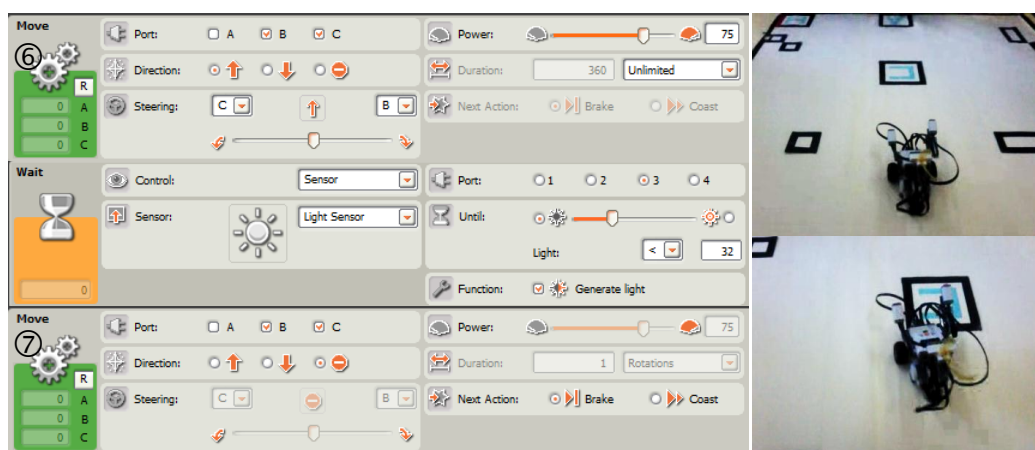 Move
⑥
R
0 A
0 B
0 C
Port: A B C
Direction:
Steering: C B
Power: 75
Duration: 360 Unlimited
Next Action: Brake Coast
Wait
0
Control: Sensor
Sensor: Light Sensor
Port: 1 2 3 4
Until:
Light: < 32
Function: Generate light
Move
⑦
R
0 A
0 B
0 C
Port: A B C
Direction:
Steering: C B
Power: 75
Duration: 1 Rotations
Next Action: Brake Coast